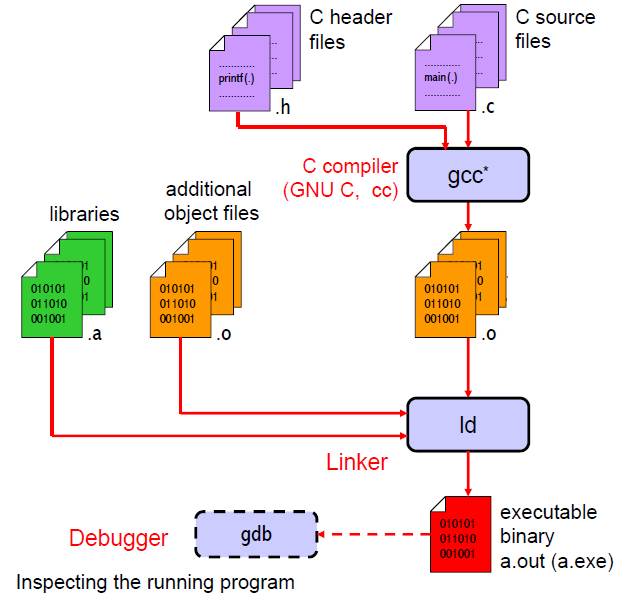 C header
files
C source
files
............
printf(.)
............
.h
............
main(.)
............
.c
C compiler
(GNU C, cc)
gcc*
libraries
additional
object files
010101
011010
001001
.a
010101
011010
001001
.o
010101
011010
001001
.o
ld
Linker
010101
011010
001001
executable
binary
a.out (a.exe)
Debugger
gdb
Inspecting the running program